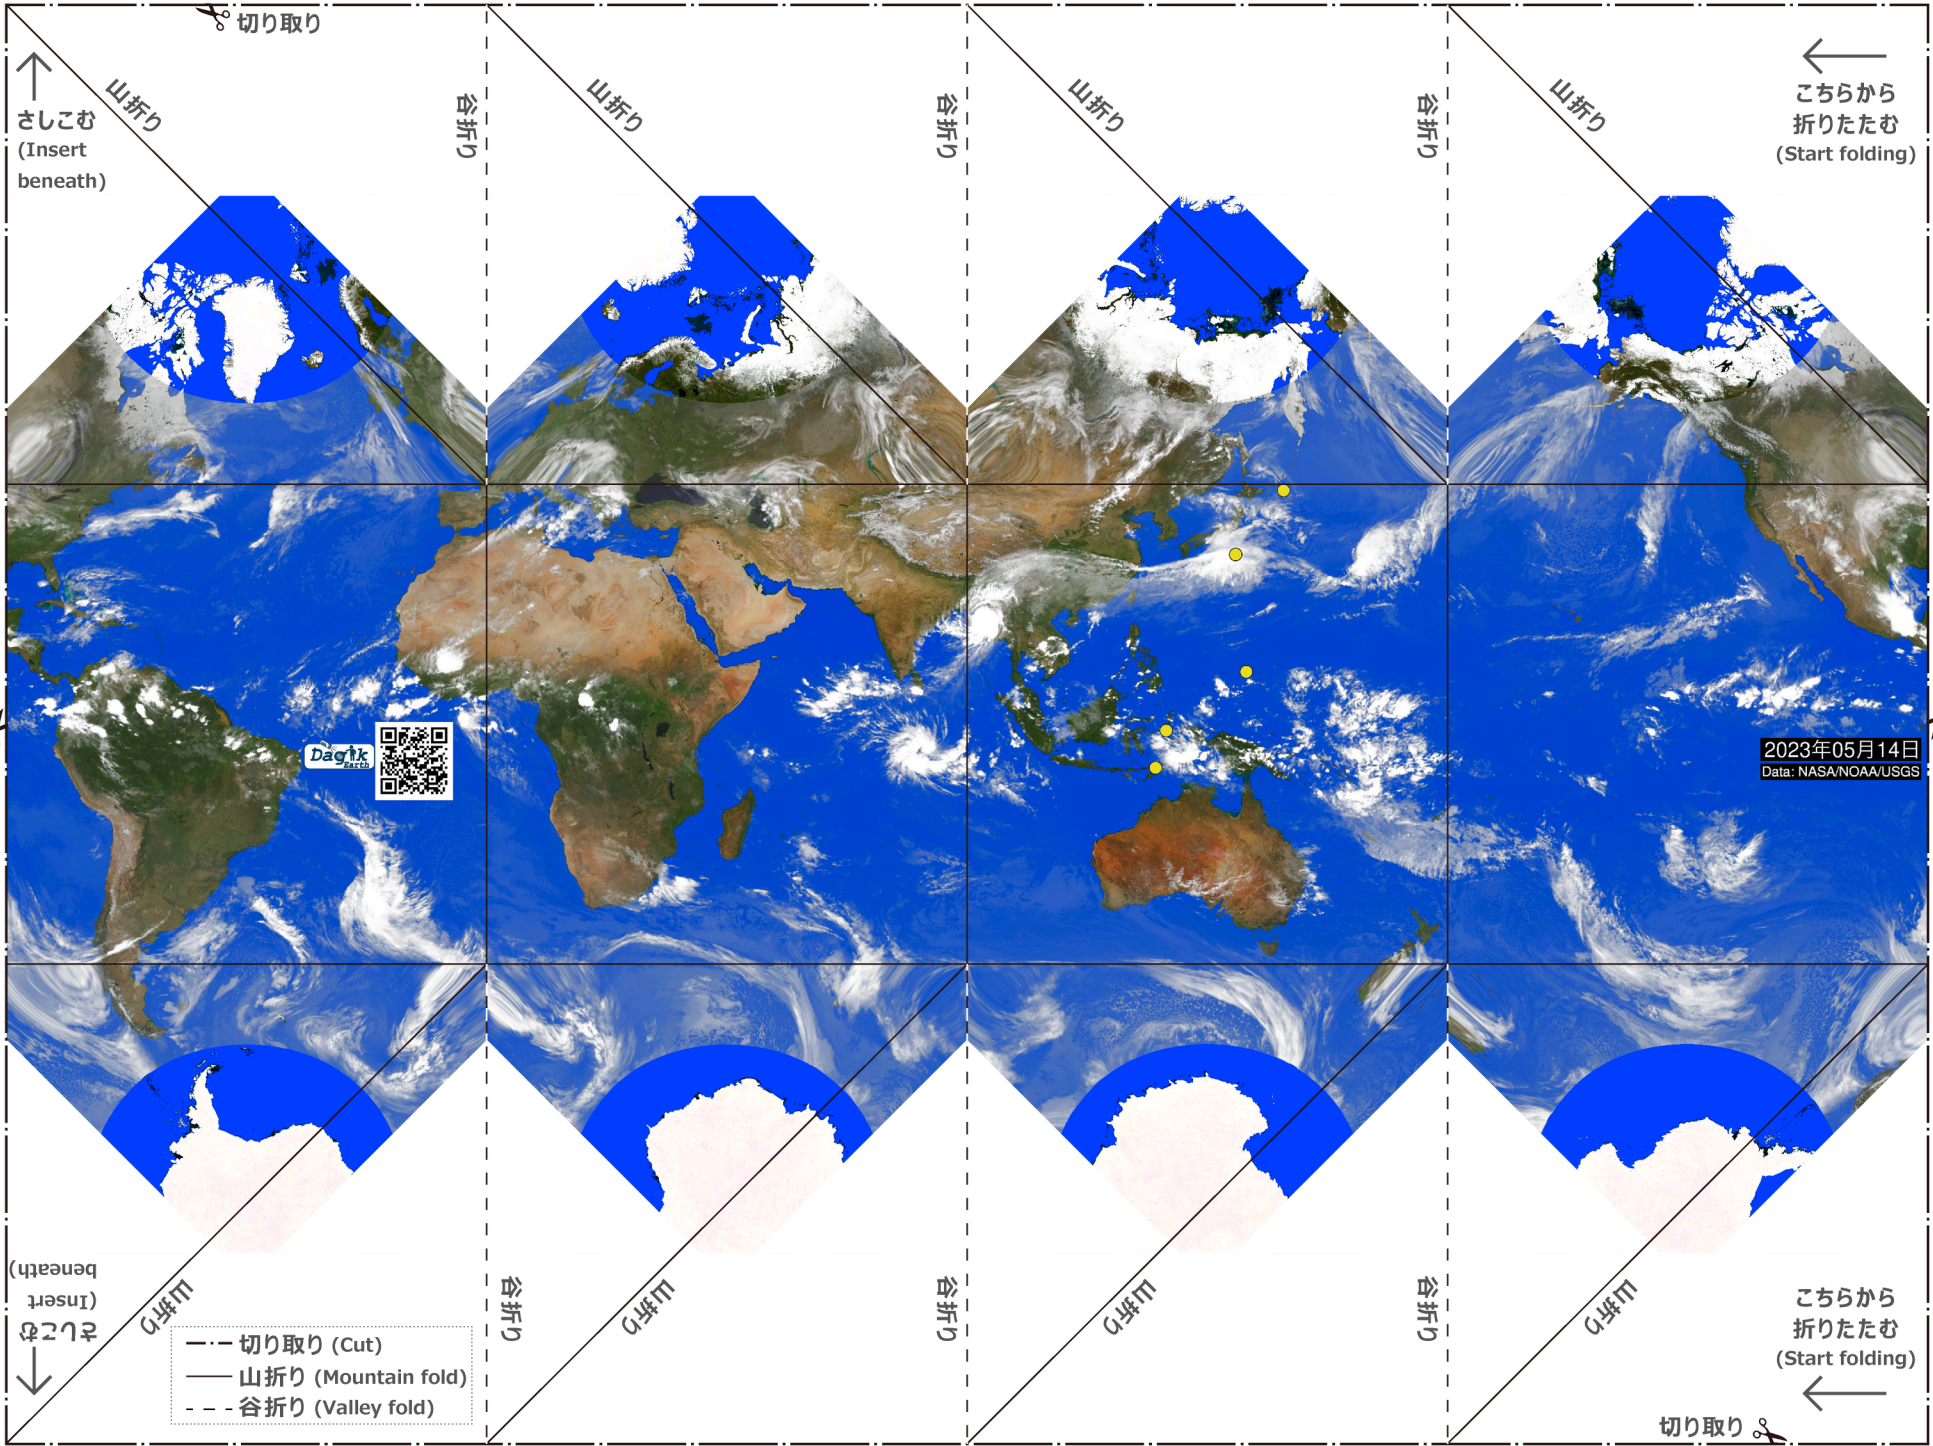 切り取り
山折り
谷折り
山折り
谷折り
山折り
谷折り
山折り
さしこむ
(Insert
beneath)
こちらから
折りたたむ
(Start folding)
Dagik
Earth
2023年05月14日
Data: NASA/NOAA/USGS
さしこむ
(Insert
beneath)
山折り
谷折り
山折り
谷折り
山折り
谷折り
山折り
切り取り (Cut)
山折り (Mountain fold)
谷折り (Valley fold)
こちらから
折りたたむ
(Start folding)
切り取り